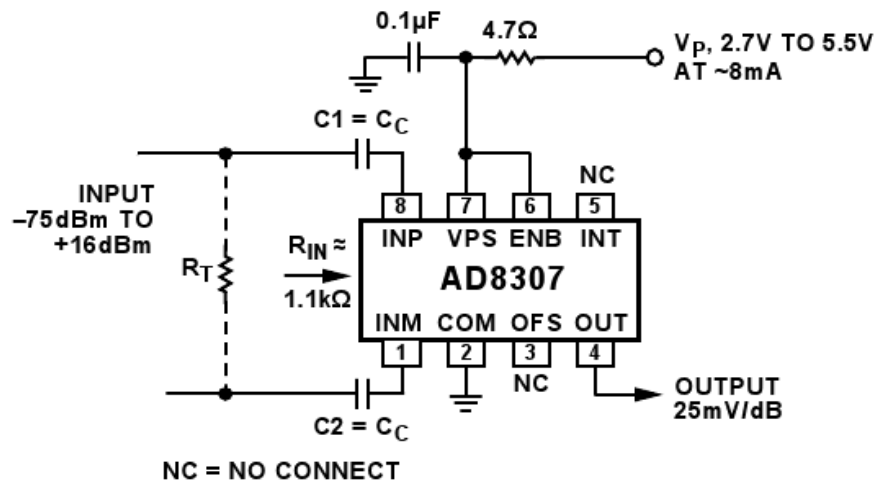 0.1µF
4.7Ω
VP, 2.7V TO 5.5V
AT ~8mA
C1 = CC
NC
INPUT
–75dBm TO
+16dBm
8
7
6
5
INP
VPS
ENB
INT
RIN ≈
1.1kΩ
RT
AD8307
INM
COM
OFS
OUT
1
2
3
4
NC
OUTPUT
25mV/dB
C2 = CC
NC = NO CONNECT